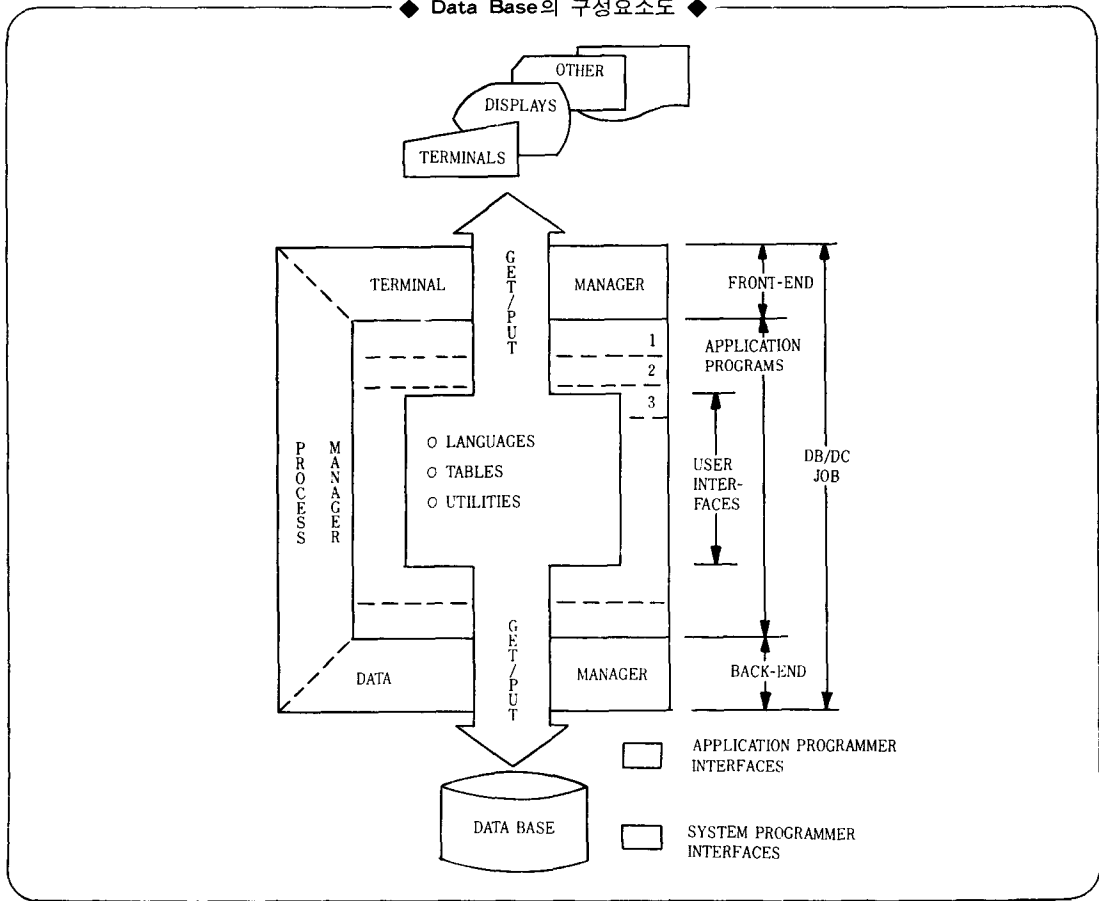 ◆ Data Base의 구성요소도 ◆
OTHER
DISPLAYS
TERMINALS
GET/PUT
TERMINAL
MANAGER
FRONT-END
1
2
3
APPLICATION
PROGRAMS
○ LANGUAGES
○ TABLES
○ UTILITIES
PROCESS
MANAGER
USER
INTER-
FACES
DB/DC
JOB
GET/PUT
DATA
MANAGER
BACK-END
APPLICATION PROGRAMMER
INTERFACES
DATA BASE
SYSTEM PROGRAMMER
INTERFACES